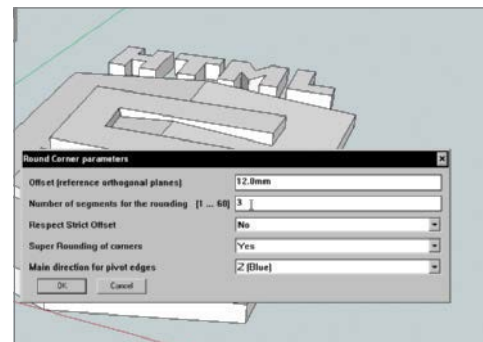 HTML
Round Corner parameters
Offset (reference orthogonal planes) 12.0mm
Number of segments for the rounding (1 ... 60) 3
Respect Strict Offset No
Super Rounding of corners Yes
Main direction for pivot edges Z (Blue)
OK Cancel